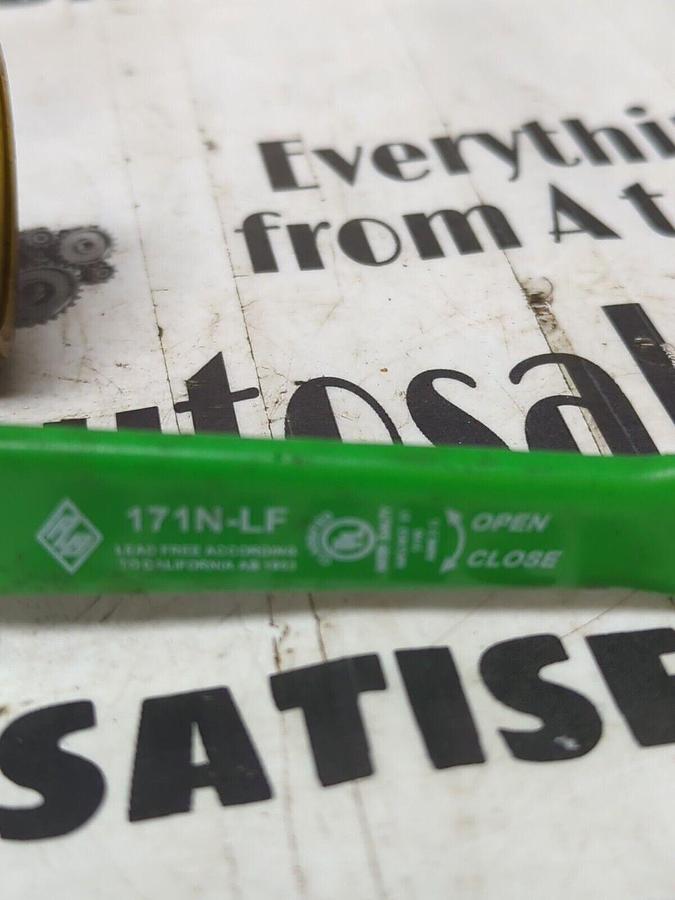 Everythi
from A t
utosal
171N-LF
LEAD FREE ACCORDING
TO CALIFORNIA AB 1953
OPEN
CLOSE
SATISF